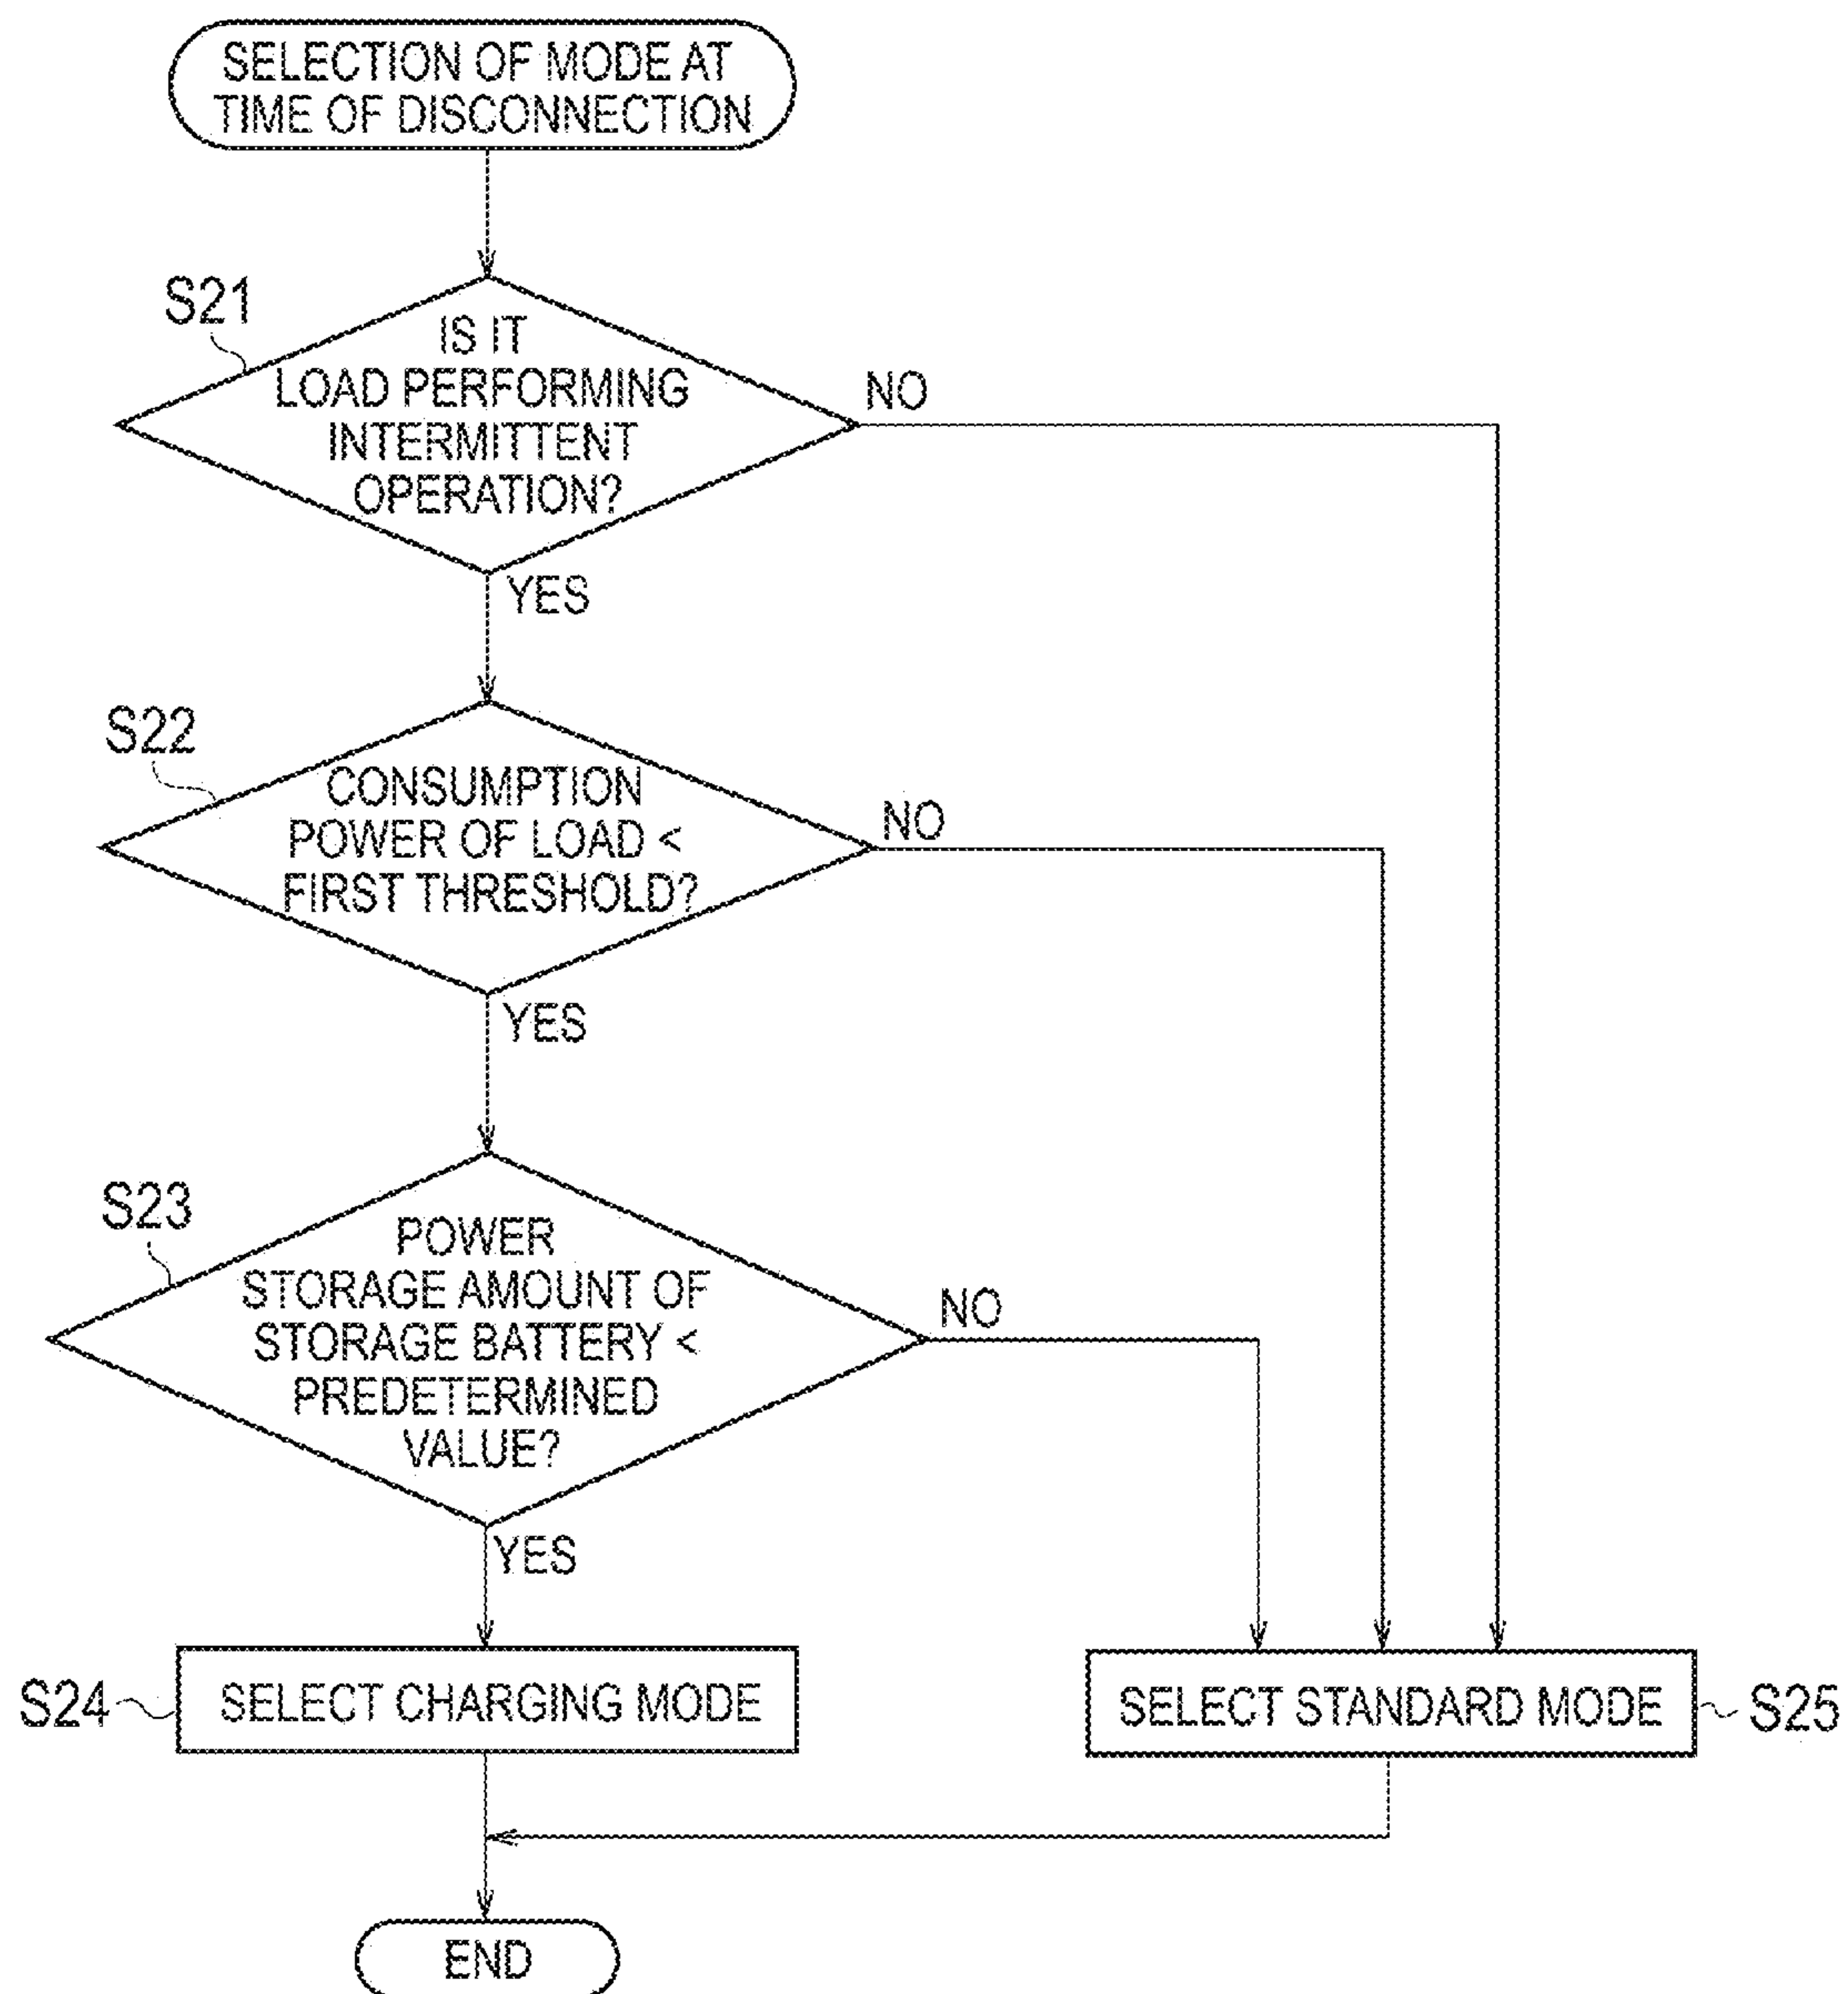 SELECTION OF MODE AT
TIME OF DISCONNECTION
S21
IS IT
LOAD PERFORMING
INTERMITTENT
OPERATION?
NO
YES
S22
CONSUMPTION
POWER OF LOAD <
FIRST THRESHOLD?
NO
YES
S23
POWER
STORAGE AMOUNT OF
STORAGE BATTERY <
PREDETERMINED
VALUE?
NO
YES
S24
SELECT CHARGING MODE
SELECT STANDARD MODE
S25
END